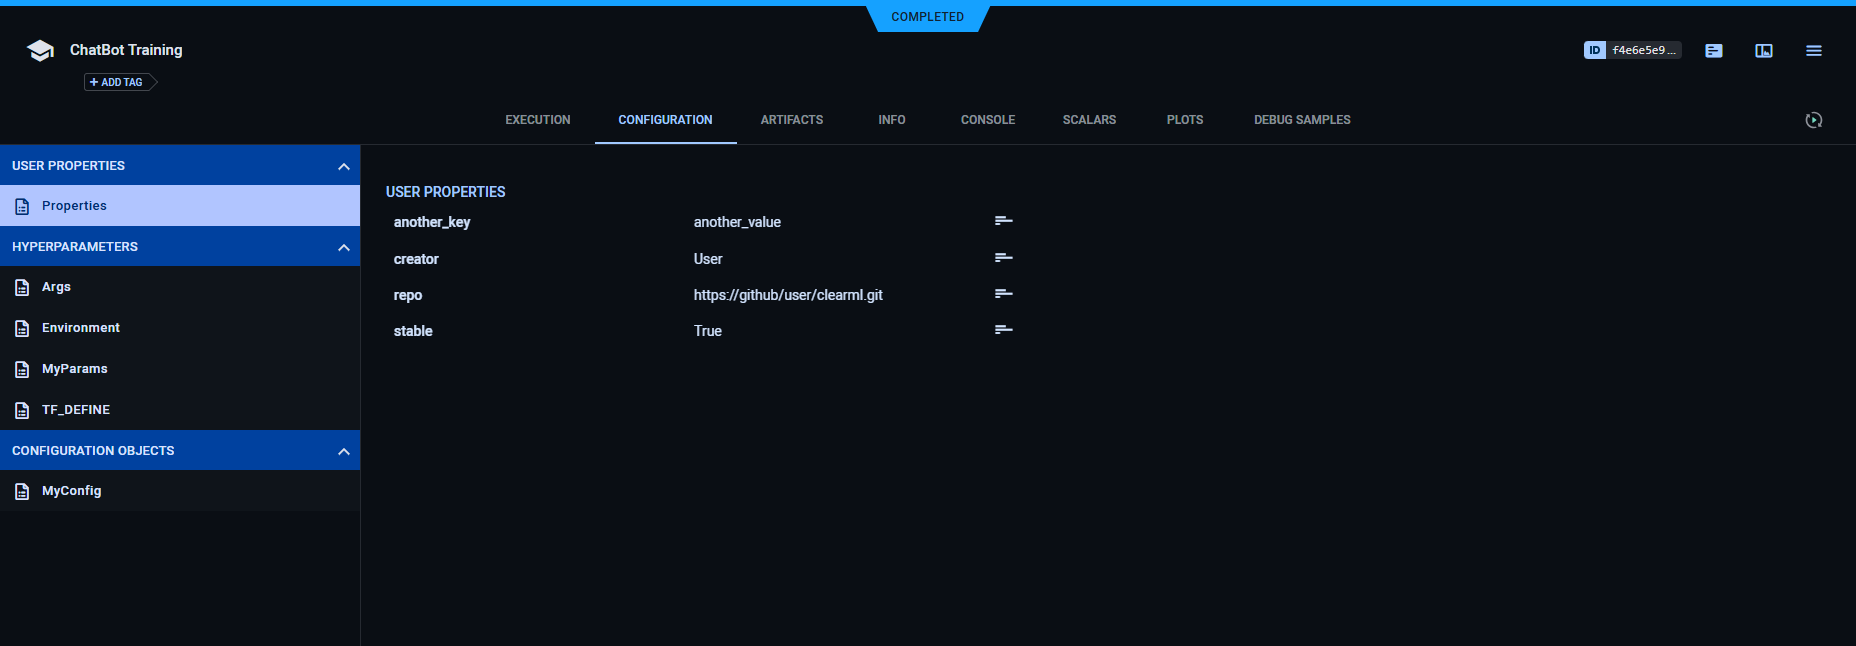 COMPLETED
ChatBot Training
ID f4e6e5e9...
+ ADD TAG
EXECUTION CONFIGURATION ARTIFACTS INFO CONSOLE SCALARS PLOTS DEBUG SAMPLES
USER PROPERTIES
Properties
HYPERPARAMETERS
Args
Environment
MyParams
TF_DEFINE
CONFIGURATION OBJECTS
MyConfig
USER PROPERTIES
another_key another_value
creator User
repo https://github/user/clearml.git
stable True